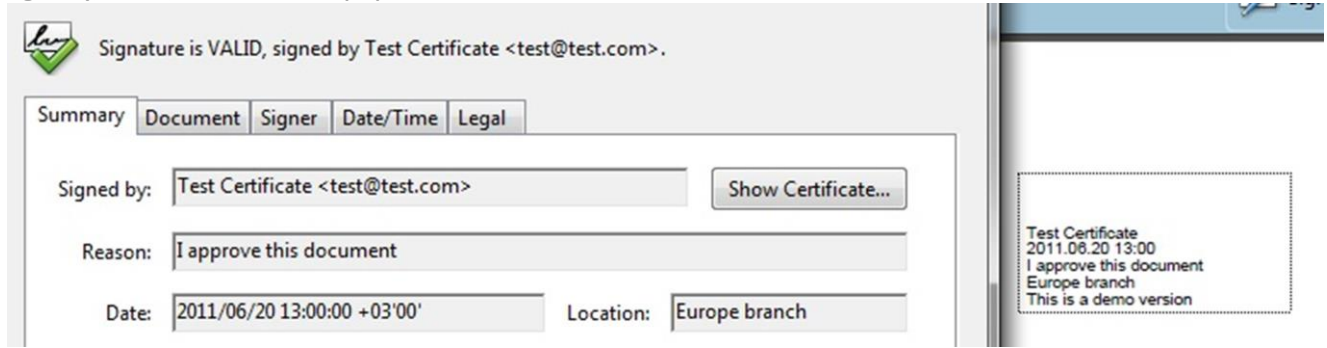 Signature is VALID, signed by Test Certificate <test@test.com>.
Summary Document Signer Date/Time Legal
Signed by: Test Certificate <test@test.com> Show Certificate...
Reason: I approve this document
Date: 2011/06/20 13:00:00 +03'00' Location: Europe branch
Test Certificate
2011.06.20 13:00
I approve this document
Europe branch
This is a demo version